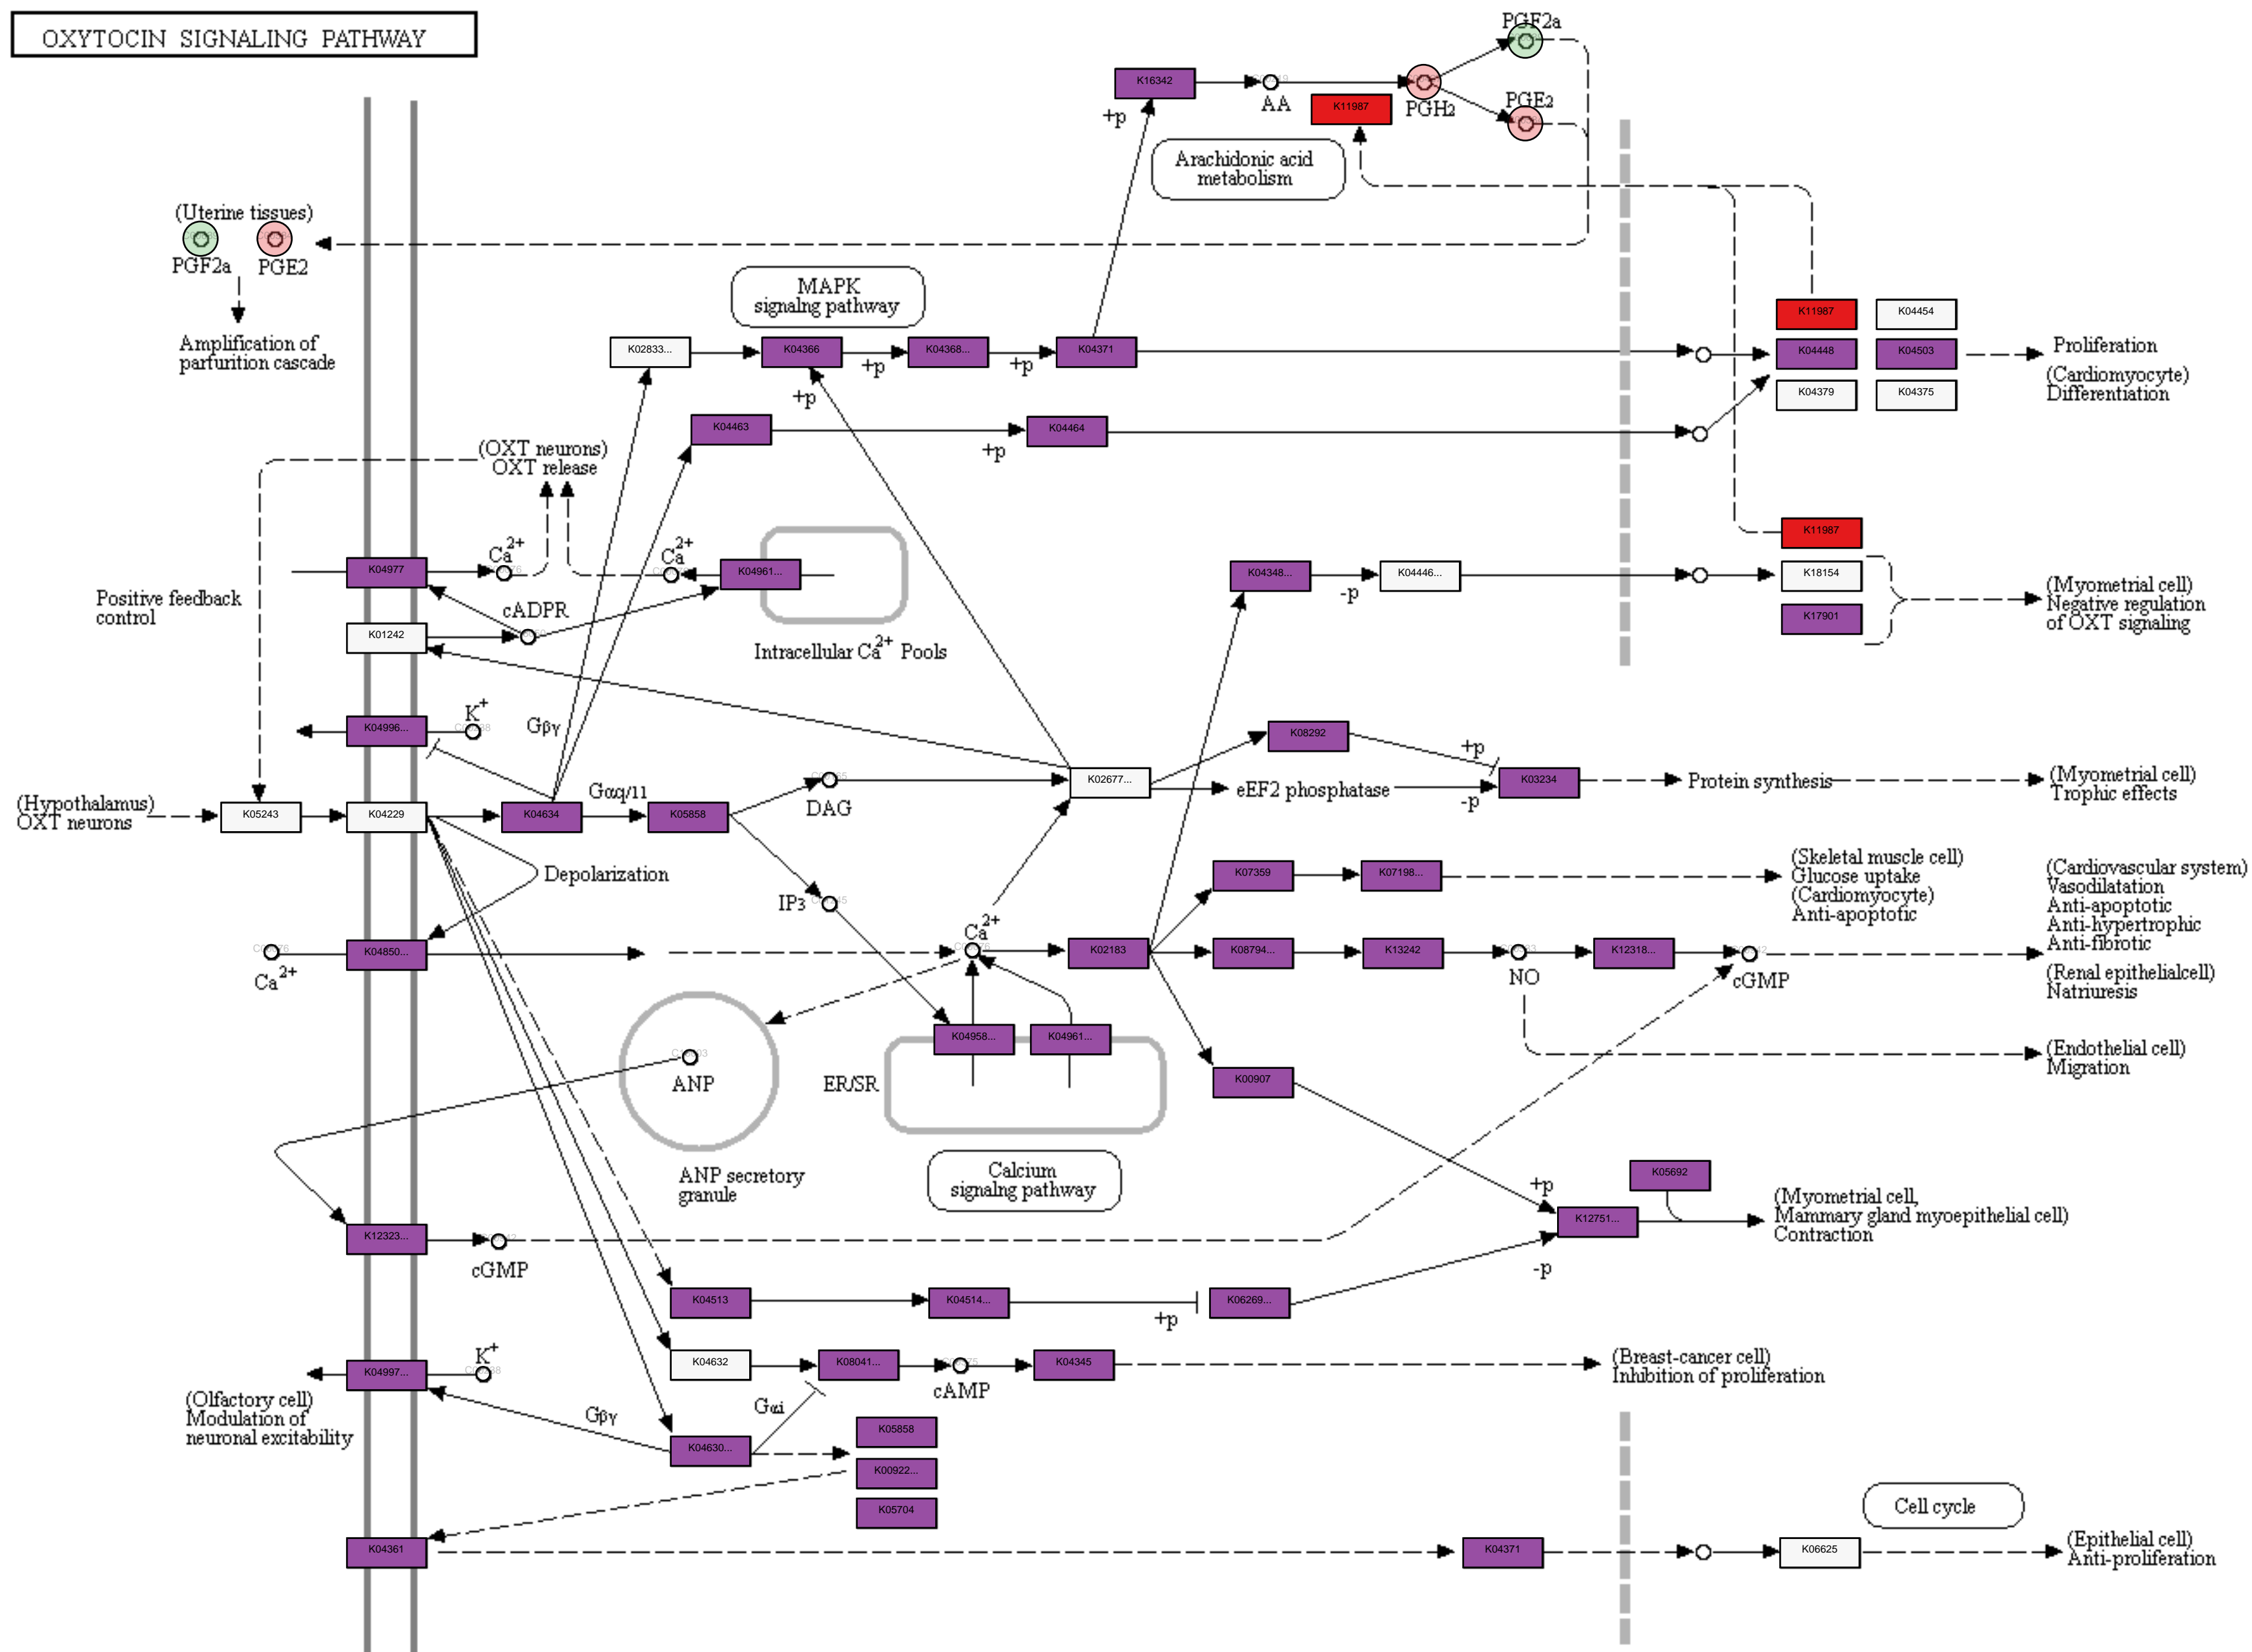 OXYTOCIN SIGNALING PATHWAY
PGF2a
K16342
AA
K11987
PGH2
PGE2
+p
Arachidonic acid
metabolism
(Uterine tissues)
PGF2a
PGE2
Amplification of
parturition cascade
MAPK
signalng pathway
K02833...
K04366
+p
K04368...
+p
K04371
+p
K04463
+p
K04464
K11987
K04454
K04448
K04503
K04379
K04375
Proliferation
(Cardiomyocyte)
Differentiation
(OXT neurons)
OXT release
Positive feedback
control
K04977
Ca2+
Ca2+
K04961...
cADPR
K01242
Intracellular Ca2+ Pools
K04348...
-p
K04446...
K11987
K18154
K17901
(Myometrial cell)
Negative regulation
of OXT signaling
K04996...
K+
Gβγ
K08292
+p
K02677...
eEF2 phosphatase
-p
K03234
Protein synthesis
(Myometrial cell)
Trophic effects
(Hypothalamus)
OXT neurons
K05243
K04229
K04634
Gαq/11
K05858
DAG
Depolarization
IP3
K07359
K07198...
(Skeletal muscle cell)
Glucose uptake
(Cardiomyocyte)
Anti-apoptotic
(Cardiovascular system)
Vasodilatation
Anti-apoptotic
Anti-hypertrophic
Anti-fibrotic
(Renal epithelialcell)
Natriuresis
Ca2+
K04850...
Ca2+
K02183
K08794...
K13242
NO
K12318...
cGMP
ANP
ANP secretory
granule
ER/SR
K04958...
K04961...
K00907
(Endothelial cell)
Migration
Calcium
signalng pathway
+p
K05692
K12751...
-p
(Myometrial cell,
Mammary gland myoepithelial cell)
Contraction
K12323...
cGMP
K04513
K04514...
+p
K06269...
K04632
K08041...
cAMP
K04345
(Breast-cancer cell)
Inhibition of proliferation
K04997...
K+
(Olfactory cell)
Modulation of
neuronal excitability
Gβγ
Gαi
K04630...
K05858
K00922...
K05704
K04361
K04371
Cell cycle
K06625
(Epithelial cell)
Anti-proliferation